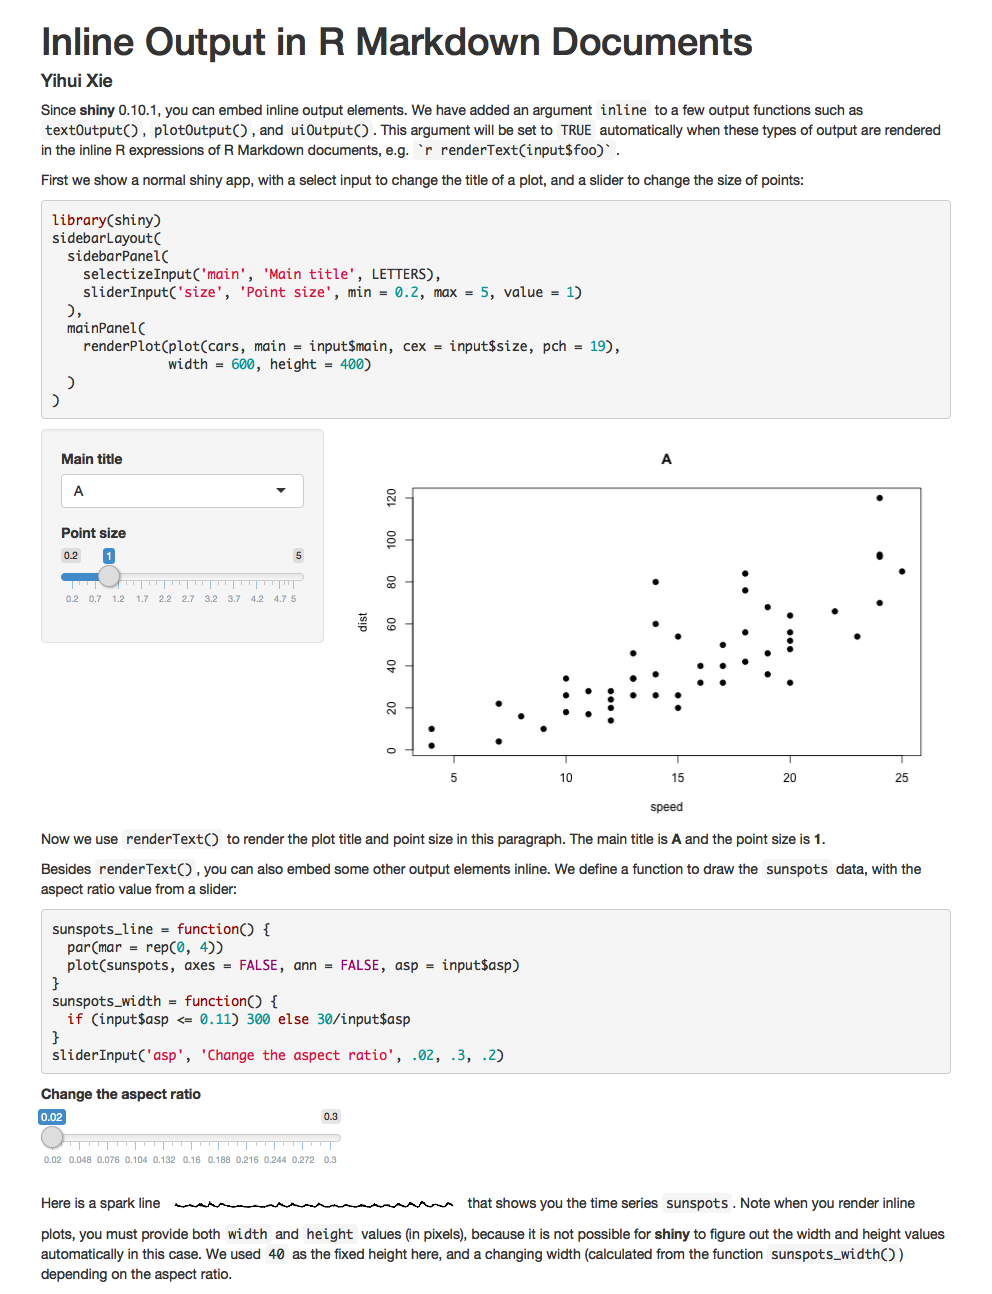 Inline Output in R Markdown Documents
Yihui Xie
Since shiny 0.10.1, you can embed inline output elements. We have added an argument inline to a few output functions such as
textOutput(), plotOutput(), and uiOutput(). This argument will be set to TRUE automatically when these types of output are rendered
in the inline R expressions of R Markdown documents, e.g. `r renderText(input$foo)`.
First we show a normal shiny app, with a select input to change the title of a plot, and a slider to change the size of points:
library(shiny)
sidebarLayout(
  sidebarPanel(
    selectizeInput('main', 'Main title', LETTERS),
    sliderInput('size', 'Point size', min = 0.2, max = 5, value = 1)
  ),
  mainPanel(
    renderPlot(plot(cars, main = input$main, cex = input$size, pch = 19),
               width = 600, height = 400)
  )
)
Main title
A
Point size
0.2 1 5
0.2 0.7 1.2 1.7 2.2 2.7 3.2 3.7 4.2 4.7 5
A
120
100
80
60
40
20
0
dist
5 10 15 20 25
speed
Now we use renderText() to render the plot title and point size in this paragraph. The main title is A and the point size is 1.
Besides renderText(), you can also embed some other output elements inline. We define a function to draw the sunspots data, with the
aspect ratio value from a slider:
sunspots_line = function() {
  par(mar = rep(0, 4))
  plot(sunspots, axes = FALSE, ann = FALSE, asp = input$asp)
}
sunspots_width = function() {
  if (input$asp <= 0.11) 300 else 30/input$asp
}
sliderInput('asp', 'Change the aspect ratio', .02, .3, .2)
Change the aspect ratio
0.02 0.3
0.02 0.048 0.076 0.104 0.132 0.16 0.188 0.216 0.244 0.272 0.3
Here is a spark line that shows you the time series sunspots. Note when you render inline
plots, you must provide both width and height values (in pixels), because it is not possible for shiny to figure out the width and height values
automatically in this case. We used 40 as the fixed height here, and a changing width (calculated from the function sunspots_width())
depending on the aspect ratio.